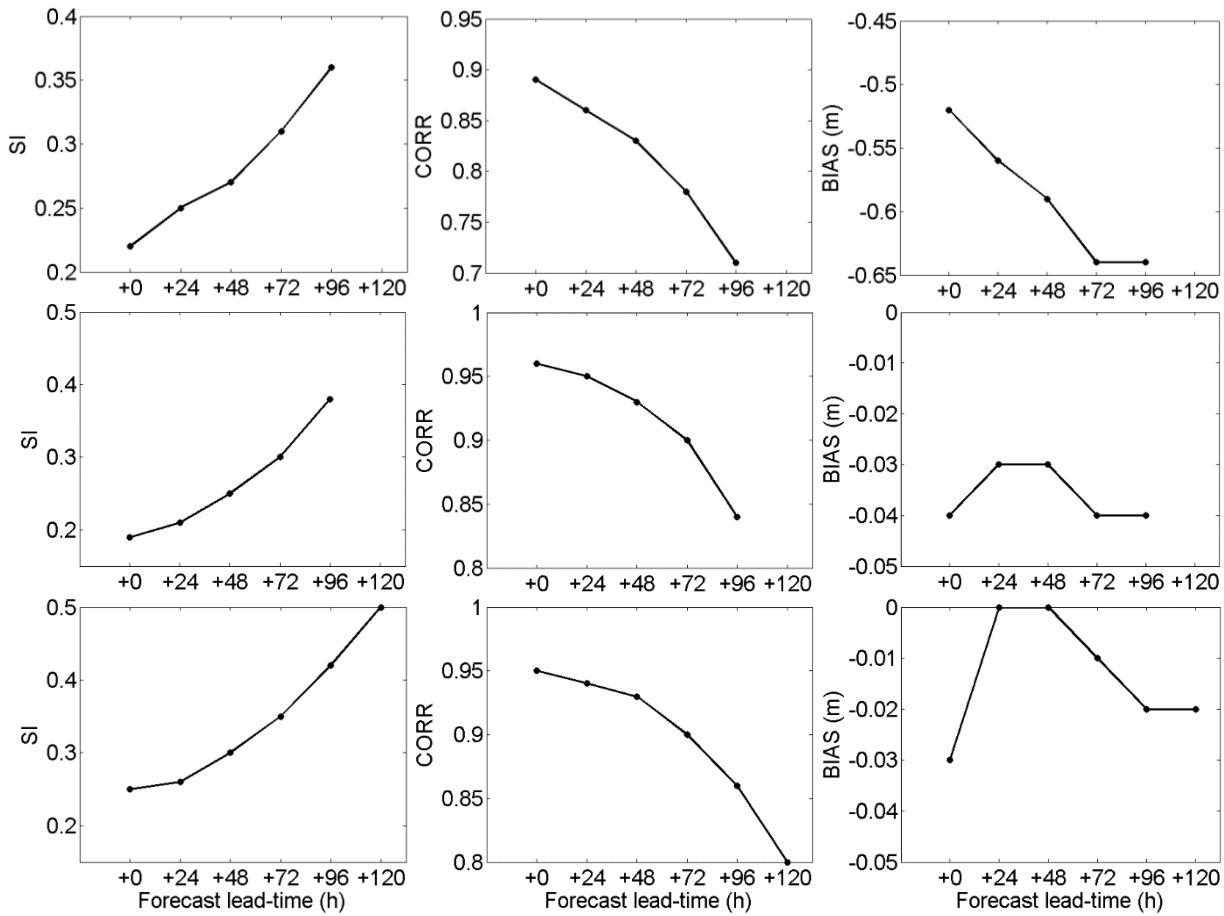 0.4
0.35
0.3
0.25
0.2
SI
+0 +24 +48 +72 +96 +120
0.95
0.9
0.85
0.8
0.75
0.7
CORR
+0 +24 +48 +72 +96 +120
-0.45
-0.5
-0.55
-0.6
-0.65
BIAS (m)
+0 +24 +48 +72 +96 +120
0.5
0.4
0.3
0.2
SI
+0 +24 +48 +72 +96 +120
1
0.95
0.9
0.85
0.8
CORR
+0 +24 +48 +72 +96 +120
0
-0.01
-0.02
-0.03
-0.04
-0.05
BIAS (m)
+0 +24 +48 +72 +96 +120
0.5
0.4
0.3
0.2
SI
+0 +24 +48 +72 +96 +120
Forecast lead-time (h)
1
0.95
0.9
0.85
0.8
CORR
+0 +24 +48 +72 +96 +120
Forecast lead-time (h)
0
-0.01
-0.02
-0.03
-0.04
-0.05
BIAS (m)
+0 +24 +48 +72 +96 +120
Forecast lead-time (h)